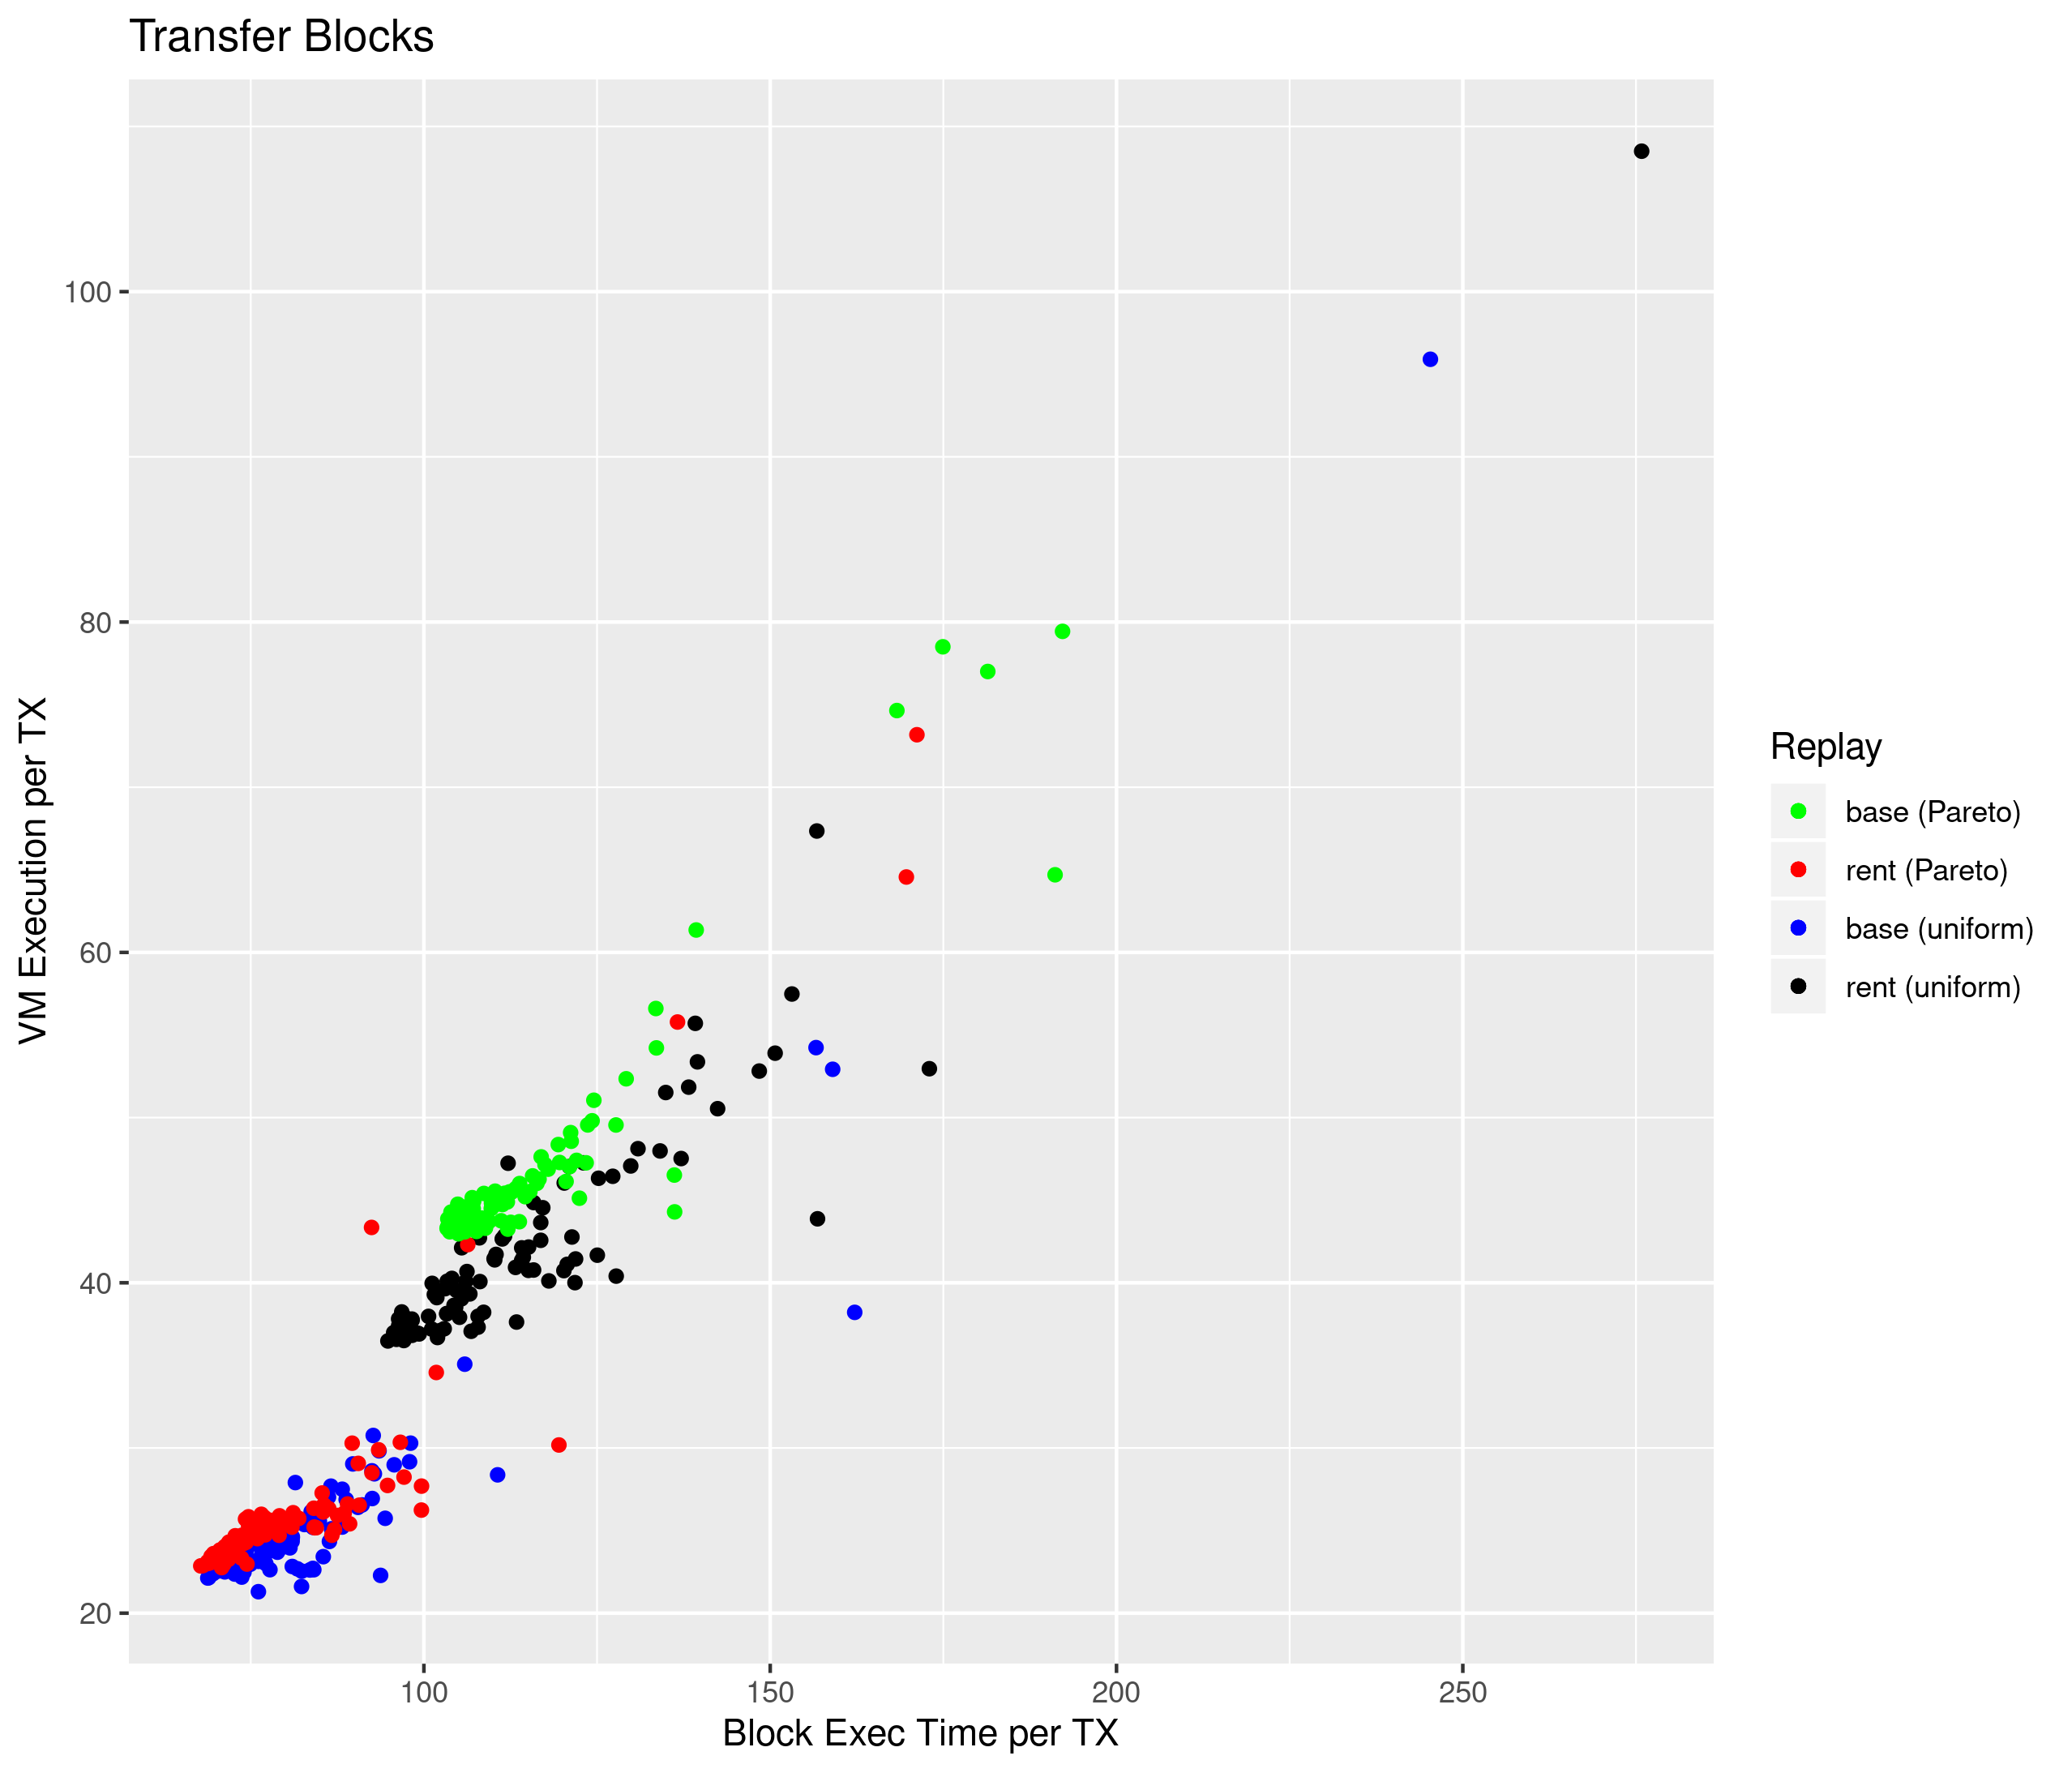 Transfer Blocks
VM Execution per TX
100
80
60
40
20
100
150
200
250
Block Exec Time per TX
Replay
base (Pareto)
rent (Pareto)
base (uniform)
rent (uniform)